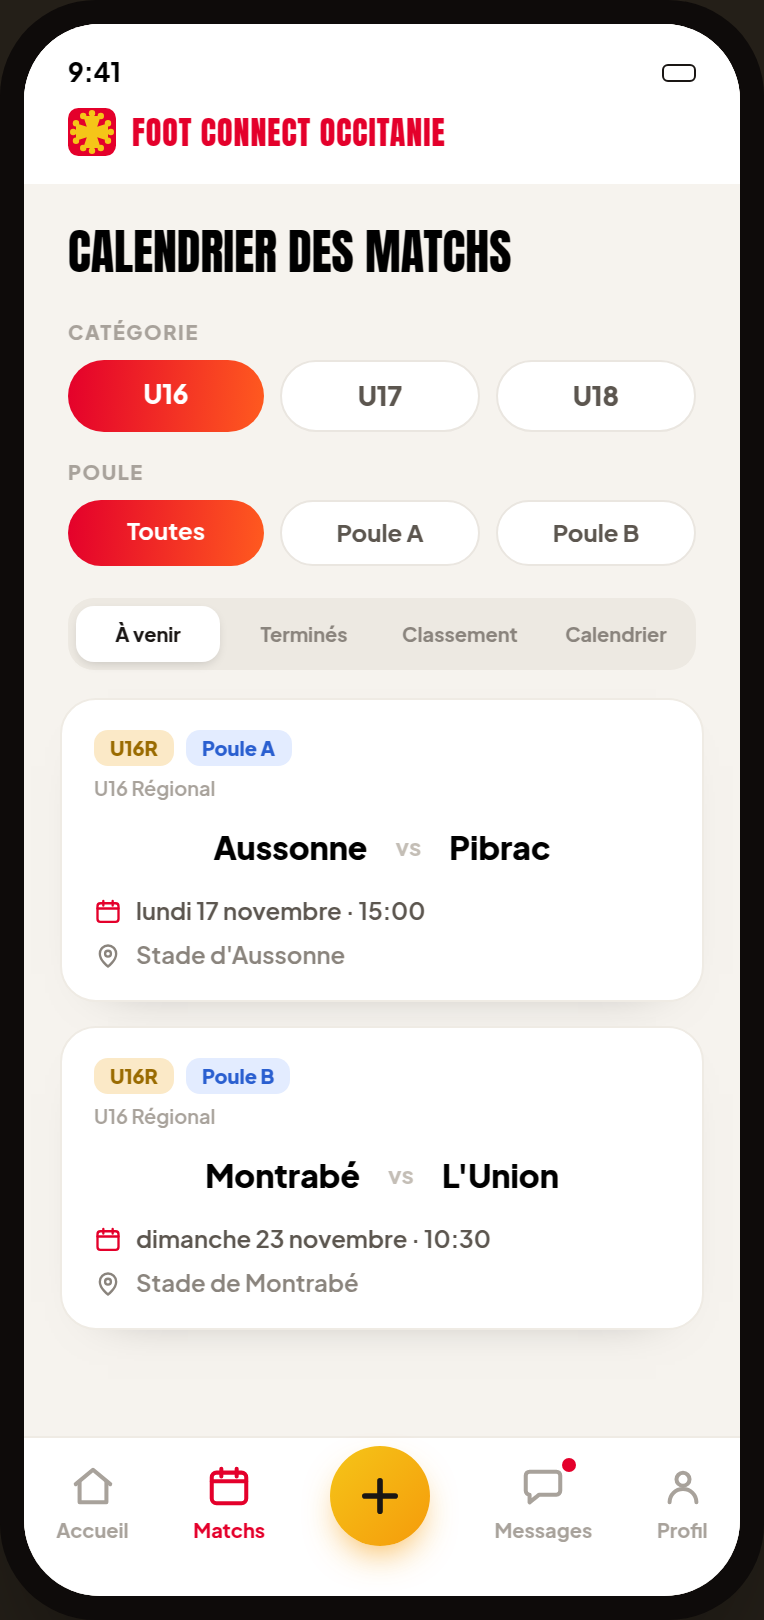 9:41
FOOT CONNECT OCCITANIE
CALENDRIER DES MATCHS
CATÉGORIE
U16 U17 U18
POULE
Toutes Poule A Poule B
À venir Terminés Classement Calendrier
U16R Poule A
U16 Régional
Aussonne vs Pibrac
lundi 17 novembre · 15:00
Stade d'Aussonne
U16R Poule B
U16 Régional
Montrabé vs L'Union
dimanche 23 novembre · 10:30
Stade de Montrabé
Accueil Matchs Messages Profil